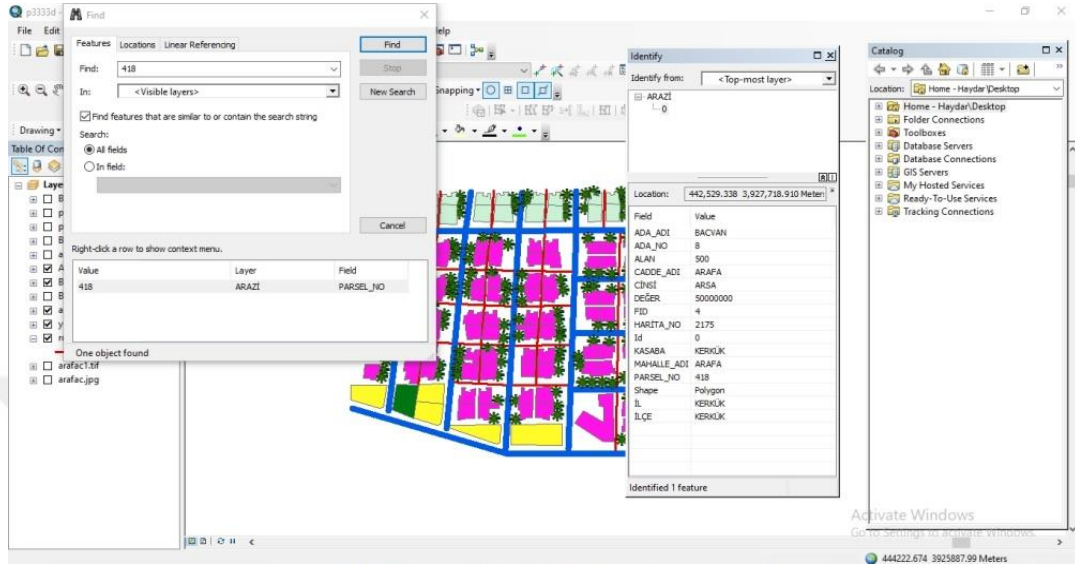 p3333d
File Edit
elp
Drawing
Table Of Con
Laye
B
p
p
B
a
A
B
B
a
y
r
arafac1.tif
arafac.jpg
Find
Features Locations Linear Referencing
Find: 418
In: <Visible layers>
Find features that are similar to or contain the search string
Search:
All fields
In field:
Find
Stop
New Search
Cancel
Right-click a row to show context menu.
Value Layer Field
418 ARAZİ PARSEL_NO
One object found
Snapping
Identify
Identify from: <Top-most layer>
ARAZİ
0
Location: 442,529.338 3,927,718.910 Meter
Field Value
ADA_ADI BACVAN
ADA_NO 8
ALAN 500
CADDE_ADI ARAFA
CİNSİ ARSA
DEĞER 50000000
FID 4
HARİTA_NO 2175
Id 0
KASABA KERKÜK
MAHALLE_ADI ARAFA
PARSEL_NO 418
Shape Polygon
İL KERKÜK
İLÇE KERKÜK
Identified 1 feature
Catalog
Location: Home - Haydar\Desktop
Home - Haydar\Desktop
Folder Connections
Toolboxes
Database Servers
Database Connections
GIS Servers
My Hosted Services
Ready-To-Use Services
Tracking Connections
Activate Windows
Go to Settings to activate Windows.
444222.674 3925887.99 Meters